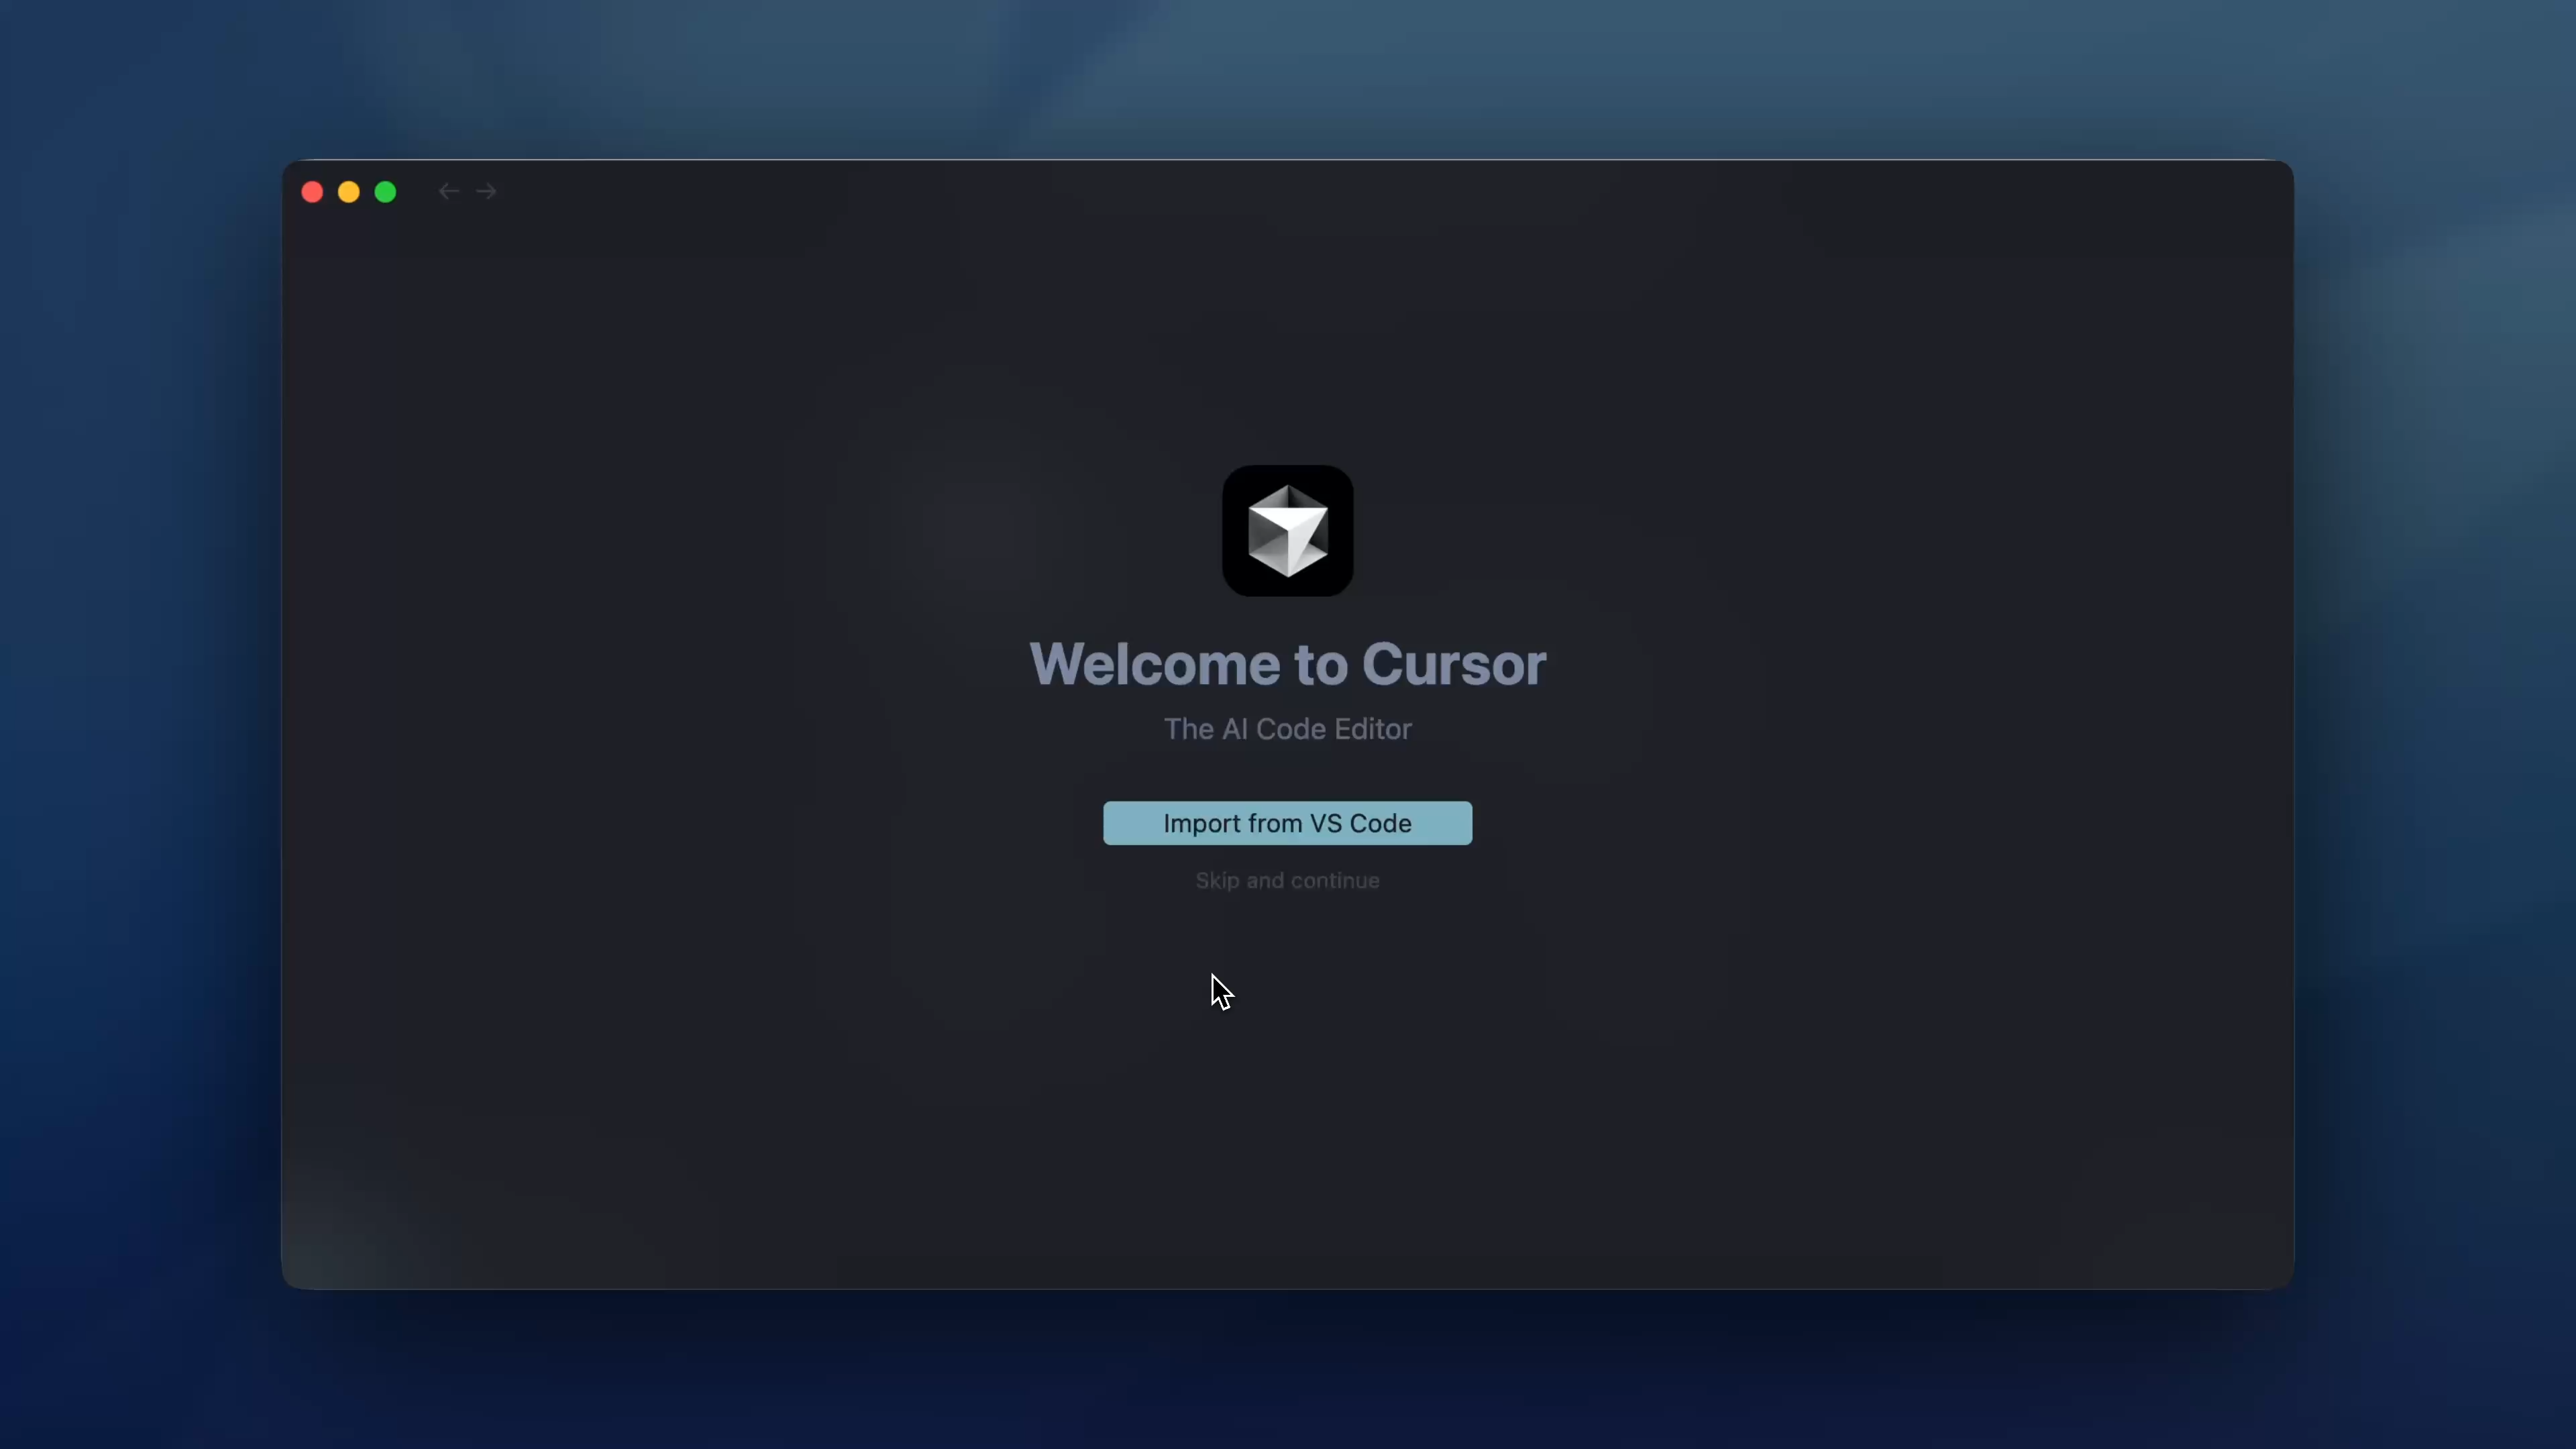 Welcome to Cursor
The AI Code Editor
Import from VS Code
Skip and continue